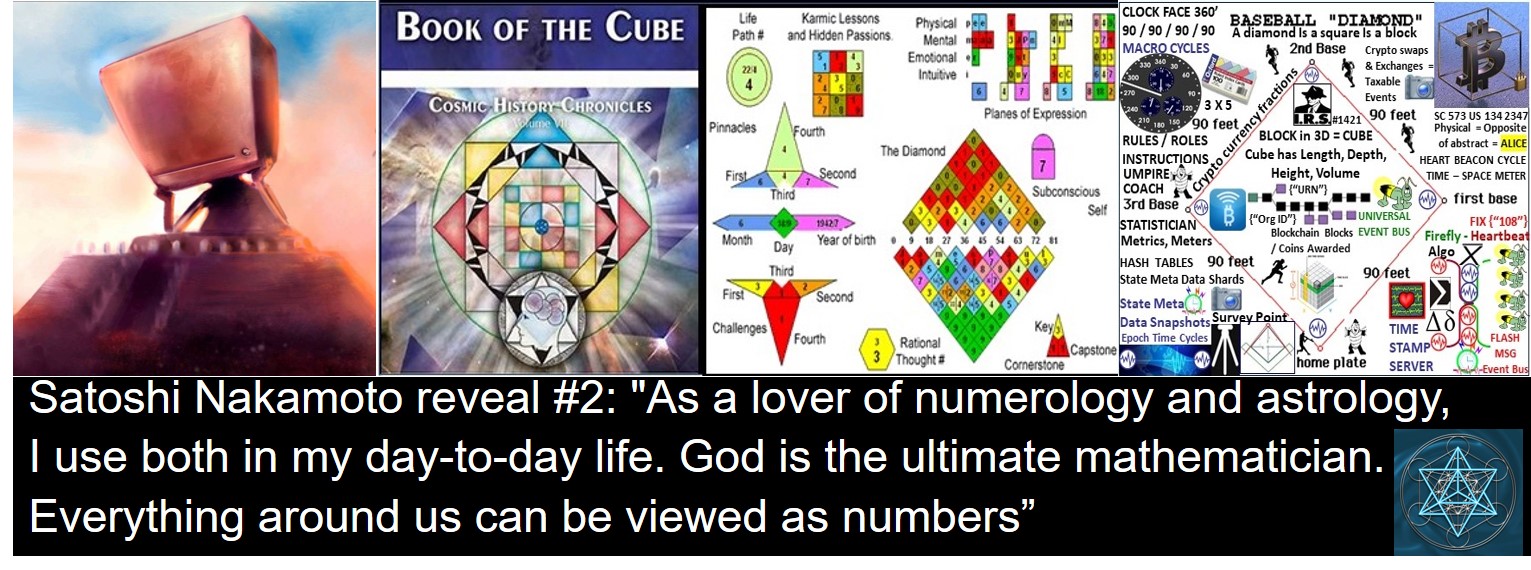 BOOK OF THE CUBE
COSMIC HISTORY CHRONICLES
Volume VII
Life
Path #
22/4
4
Karmic Lessons
and Hidden Passions.
Physical
Mental
Emotional
Intuitive
Planes of Expression
Pinnacles
Fourth
First
Second
Third
The Diamond
7
Subconscious
Self
Month
Day
Year of birth
0 9 18 27 36 45 54 63 72 81
Third
First
Second
Challenges
Fourth
3
3
Rational
Thought #
Key
Capstone
Cornerstone
CLOCK FACE 360'
90 / 90 / 90 / 90
MACRO CYCLES
3 X 5
90 feet
RULES / ROLES
INSTRUCTIONS
UMPIRE
COACH
3rd Base
STATISTICIAN
Metrics, Meters
HASH TABLES
90 feet
State Meta Data Shards
State Meta
Data Snapshots
Epoch Time Cycles
Survey Point
BASEBALL "DIAMOND"
A diamond Is a square Is a block
2nd Base
Crypto currency fractions
I.R.S.
#1421
BLOCK in 3D = CUBE
Cube has Length, Depth,
Height, Volume
{"URN"}
{"Org ID"}
Blockchain Blocks
/ Coins Awarded
UNIVERSAL
EVENT BUS
home plate
90 feet
Crypto swaps
& Exchanges =
Taxable
Events
90 feet
SC 573 US 134 2347
Physical = Opposite
of abstract = ALICE
HEART BEACON CYCLE
TIME – SPACE METER
first base
FIX {"108"}
Firefly - Heartbeat
Algo
Σ
Δδ
TIME
STAMP
SERVER
FLASH
MSG
Event Bus
Satoshi Nakamoto reveal #2: "As a lover of numerology and astrology,
I use both in my day-to-day life. God is the ultimate mathematician.
Everything around us can be viewed as numbers”